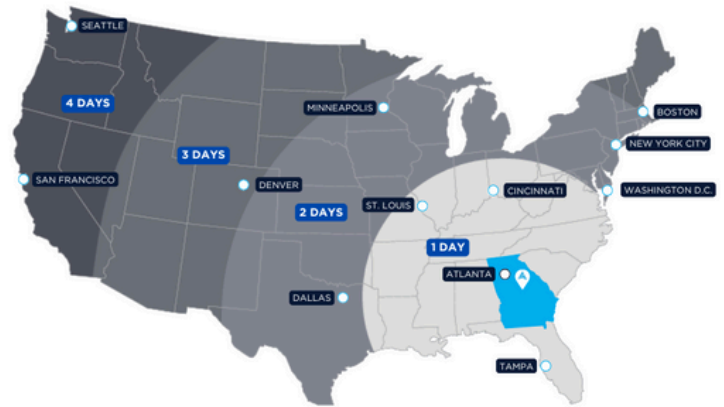 SEATTLE
4 DAYS
MINNEAPOLIS
BOSTON
NEW YORK CITY
3 DAYS
SAN FRANCISCO
DENVER
CINCINNATI
WASHINGTON D.C.
ST. LOUIS
2 DAYS
1 DAY
ATLANTA
A
DALLAS
TAMPA